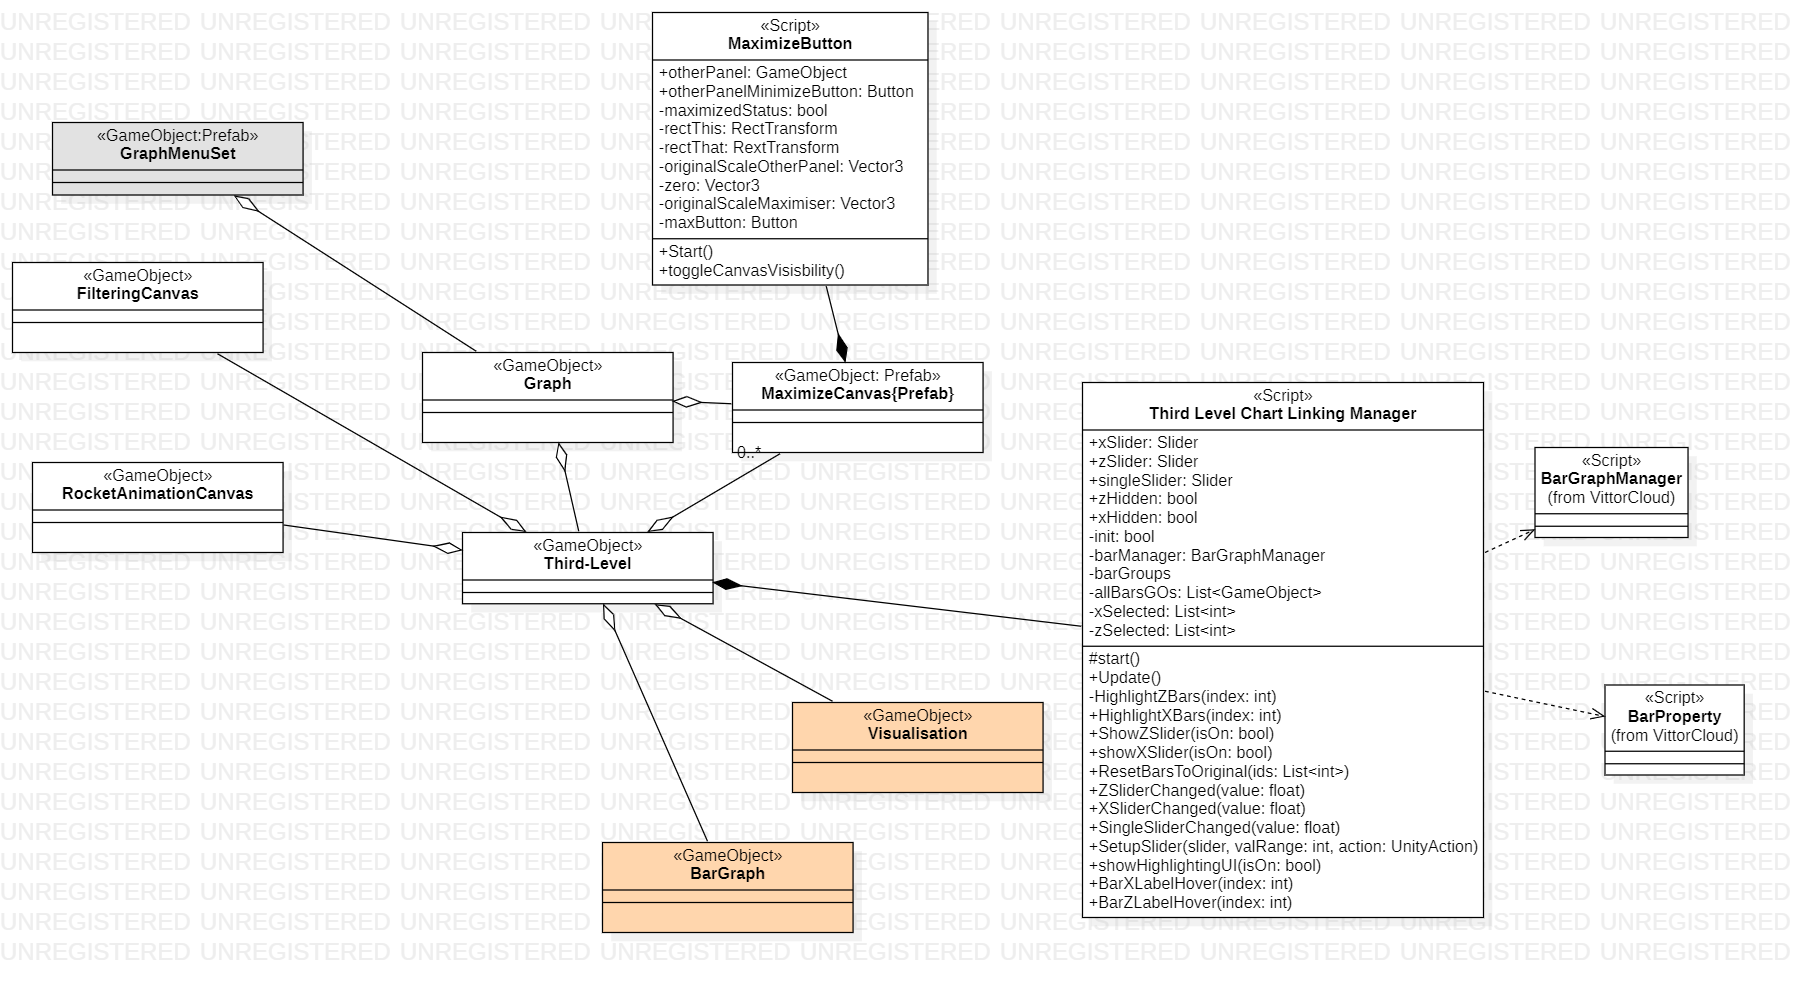 «Script»
MaximizeButton
+otherPanel: GameObject
+otherPanelMinimizeButton: Button
-maximizedStatus: bool
-rectThis: RectTransform
-rectThat: RextTransform
-originalScaleOtherPanel: Vector3
-zero: Vector3
-originalScaleMaximiser: Vector3
-maxButton: Button
+Start()
+toggleCanvasVisisbility()
«GameObject:Prefab»
GraphMenuSet
«GameObject»
FilteringCanvas
«GameObject»
Graph
«GameObject: Prefab»
MaximizeCanvas{Prefab}
0..*
«GameObject»
RocketAnimationCanvas
«GameObject»
Third-Level
«Script»
Third Level Chart Linking Manager
+xSlider: Slider
+zSlider: Slider
+singleSlider: Slider
+zHidden: bool
+xHidden: bool
-init: bool
-barManager: BarGraphManager
-barGroups
-allBarsGOs: List<GameObject>
-xSelected: List<int>
-zSelected: List<int>
#start()
+Update()
-HighlightZBars(index: int)
+HighlightXBars(index: int)
+ShowZSlider(isOn: bool)
+showXSlider(isOn: bool)
+ResetBarsToOriginal(ids: List<int>)
+ZSliderChanged(value: float)
+XSliderChanged(value: float)
+SingleSliderChanged(value: float)
+SetupSlider(slider, valRange: int, action: UnityAction)
+showHighlightingUI(isOn: bool)
+BarXLabelHover(index: int)
+BarZLabelHover(index: int)
«Script»
BarGraphManager
(from VittorCloud)
«Script»
BarProperty
(from VittorCloud)
«GameObject»
Visualisation
«GameObject»
BarGraph
UNREGISTERED UNREGISTERED UNREGISTERED UNREGISTERED UNREGISTERED UNREGISTERED UNREGISTERED UNREGISTERED UNREGISTERED